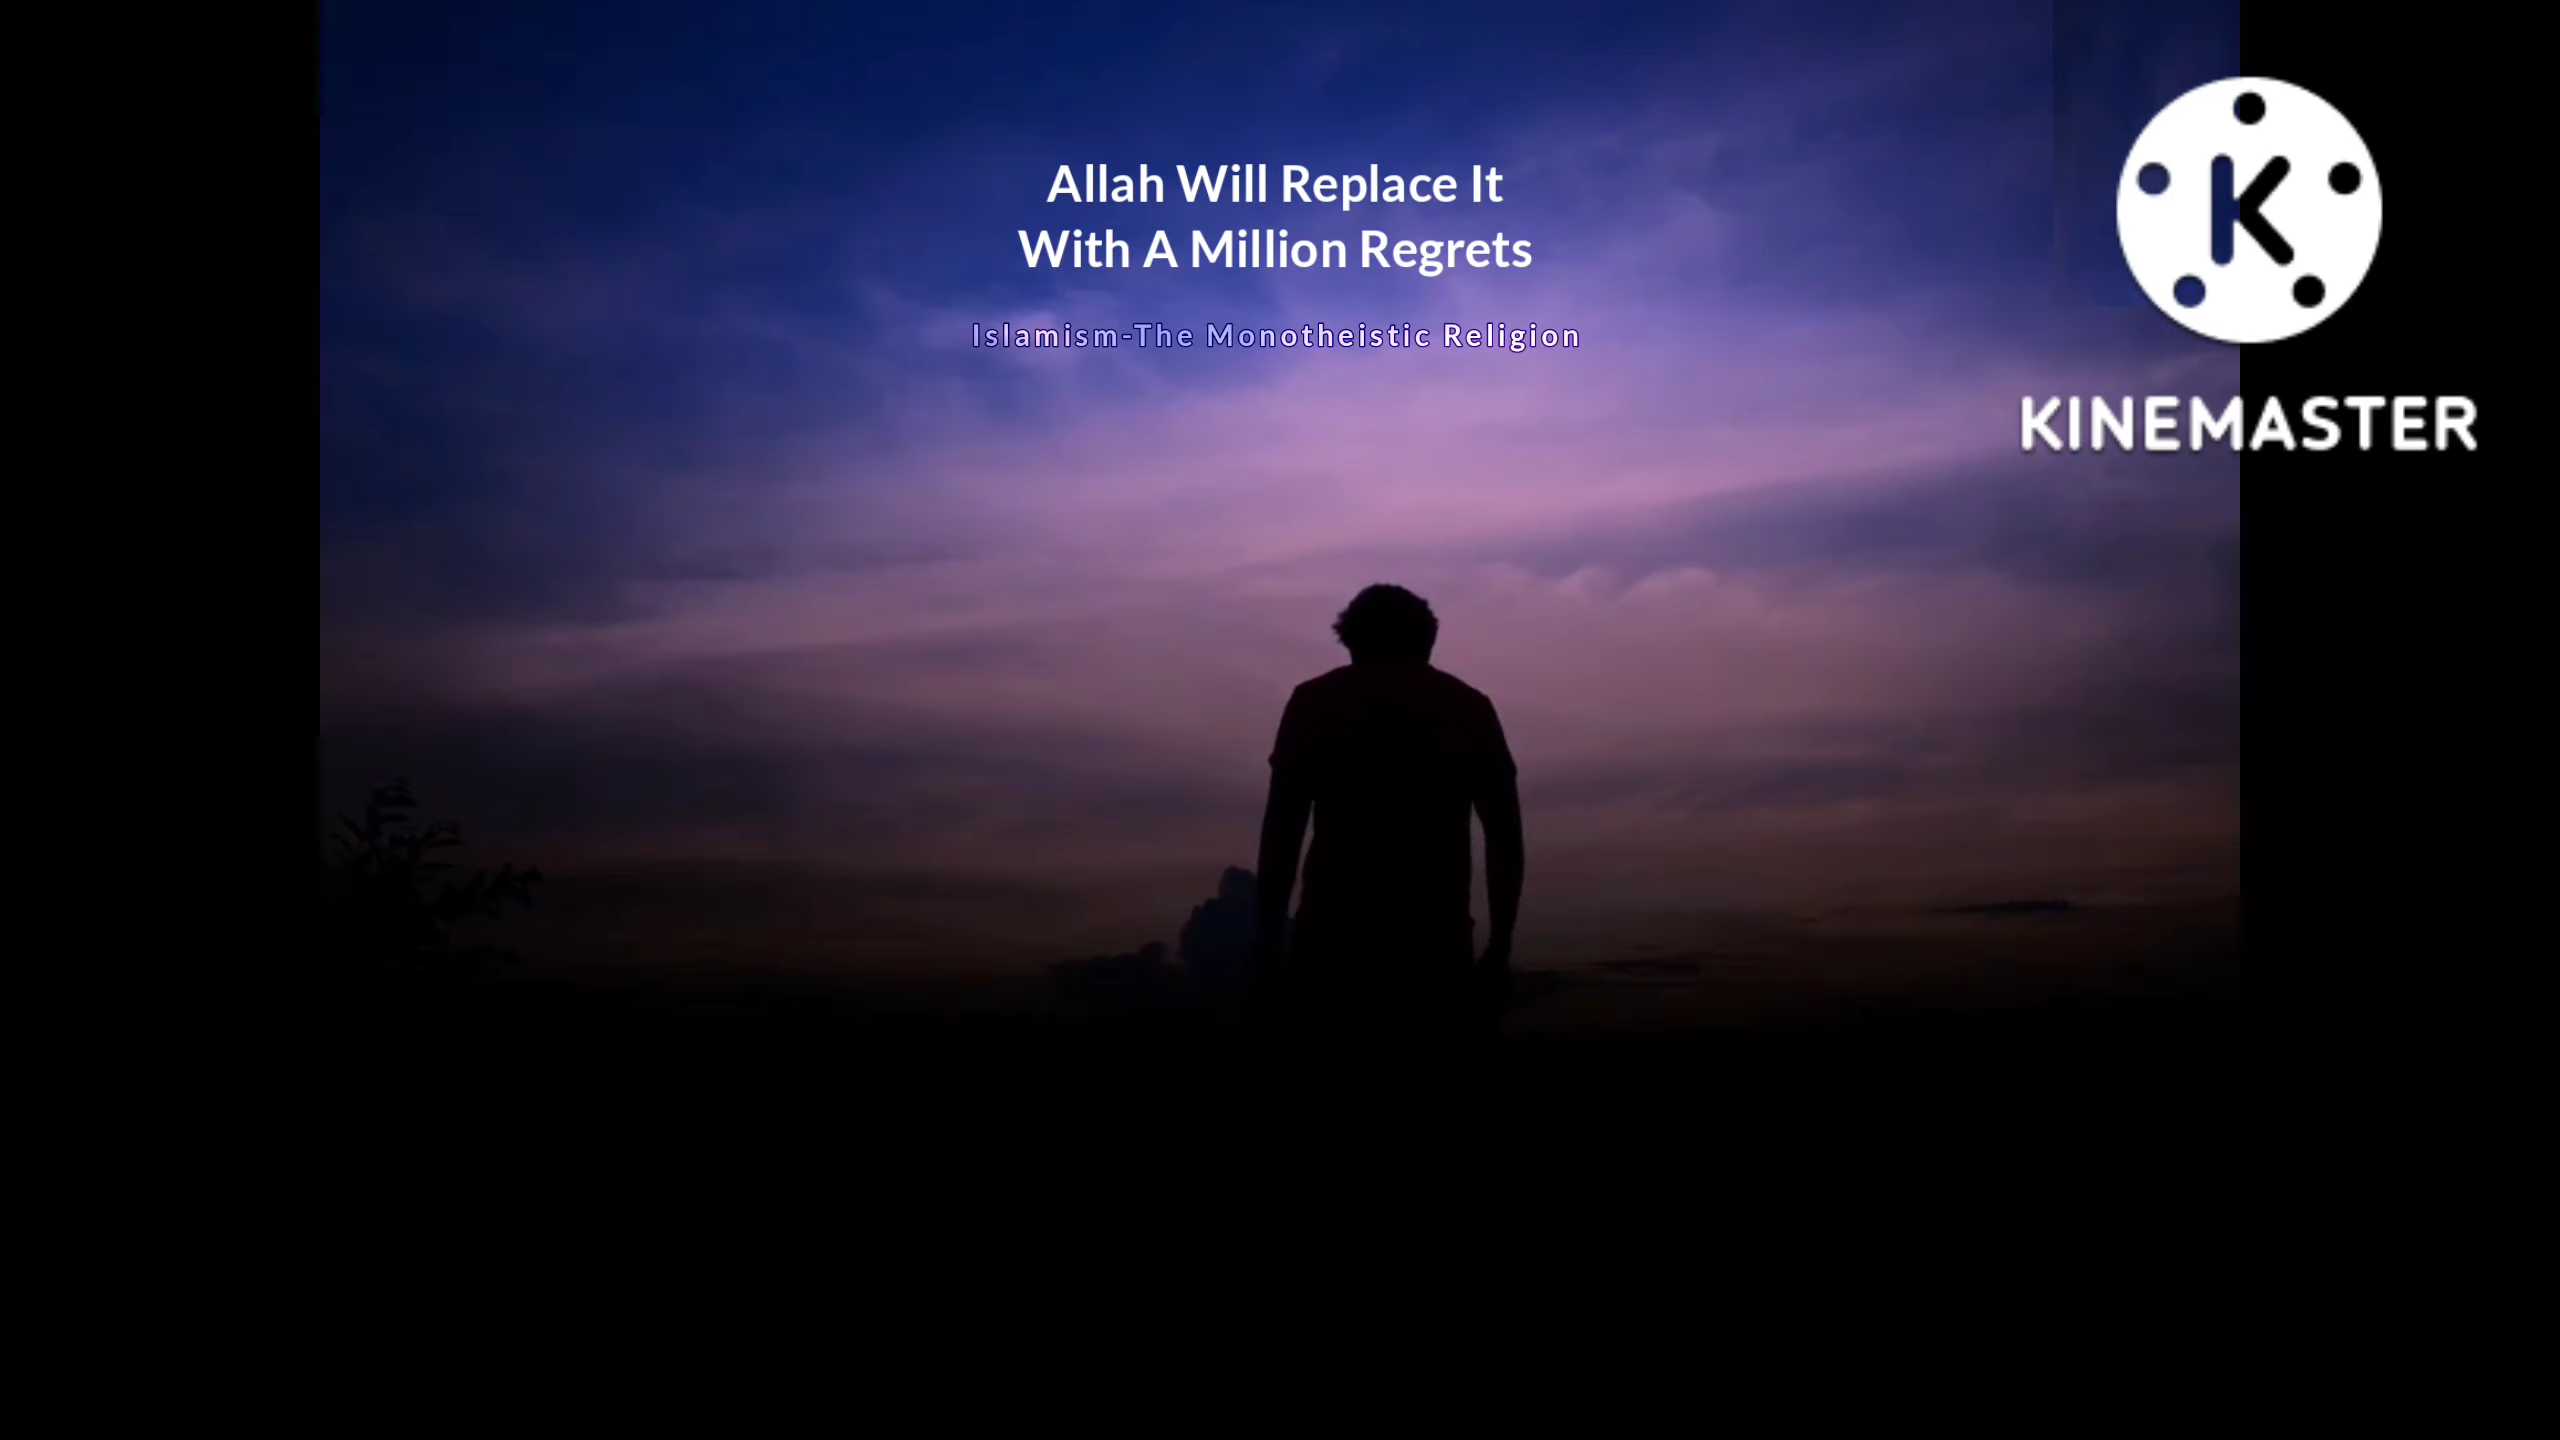 Allah Will Replace It
With A Million Regrets
Islamism-The Monotheistic Religion
K
KINEMASTER